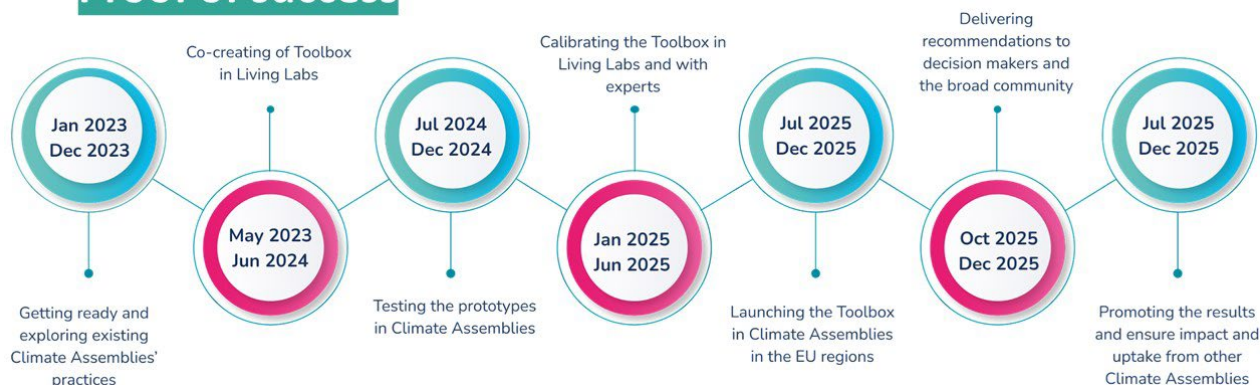 Proof of success
Jan 2023
Dec 2023
Getting ready and
exploring existing
Climate Assemblies'
practices
Co-creating of Toolbox
in Living Labs
May 2023
Jun 2024
Jul 2024
Dec 2024
Testing the prototypes
in Climate Assemblies
Calibrating the Toolbox in
Living Labs and with
experts
Jan 2025
Jun 2025
Jul 2025
Dec 2025
Launching the Toolbox
in Climate Assemblies
in the EU regions
Delivering
recommendations to
decision makers and
the broad community
Oct 2025
Dec 2025
Jul 2025
Dec 2025
Promoting the results
and ensure impact and
uptake from other
Climate Assemblies